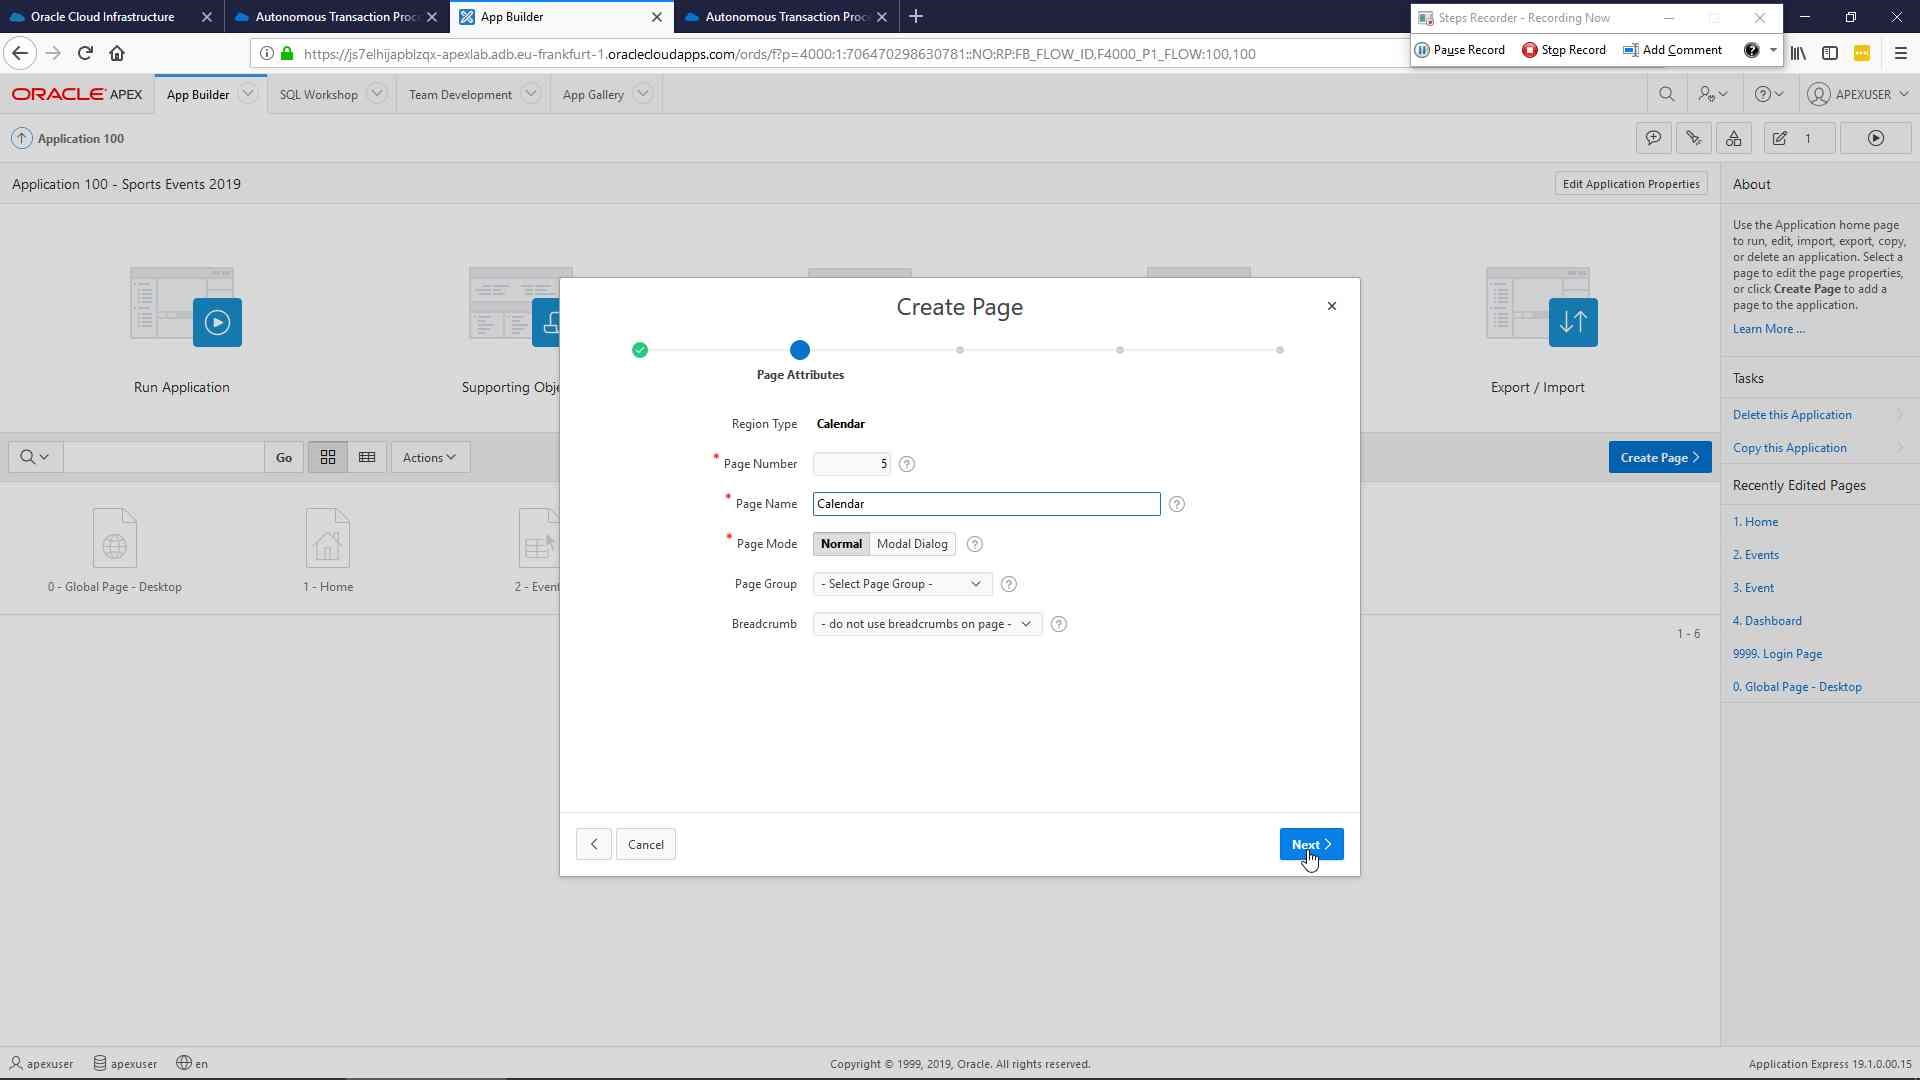 Oracle Cloud Infrastructure
Autonomous Transaction Proc
App Builder
Autonomous Transaction Proc
Steps Recorder - Recording Now
Pause Record
Stop Record
Add Comment
https://js7elhijapblzqx-apexlab.adb.eu-frankfurt-1.oraclecloudapps.com/ords/f?p=4000:1:706470298630781::NO:RP:FB_FLOW_ID,F4000_P1_FLOW:100,100
ORACLE APEX
App Builder
SQL Workshop
Team Development
App Gallery
APEXUSER
Application 100
1
Application 100 - Sports Events 2019
Edit Application Properties
About
Use the Application home page
to run, edit, import, export, copy,
or delete an application. Select a
page to edit the page properties,
or click Create Page to add a
page to the application.
Learn More ...
Run Application
Supporting Obje
Export / Import
Create Page
Page Attributes
Region Type Calendar
* Page Number 5
* Page Name Calendar
* Page Mode Normal Modal Dialog
Page Group - Select Page Group -
Breadcrumb - do not use breadcrumbs on page -
Cancel
Next
Go
Actions
Create Page
0 - Global Page - Desktop
1 - Home
2 - Even
1 - 6
Tasks
Delete this Application
Copy this Application
Recently Edited Pages
1. Home
2. Events
3. Event
4. Dashboard
9999. Login Page
0. Global Page - Desktop
apexuser
apexuser
en
Copyright © 1999, 2019, Oracle. All rights reserved.
Application Express 19.1.0.00.15